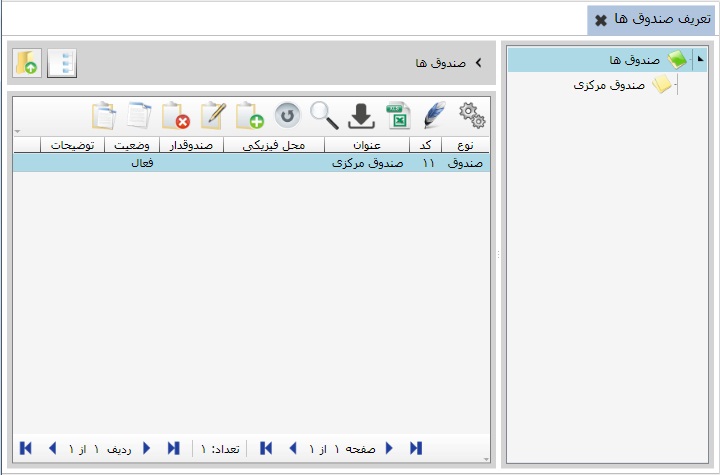 تعریف صندوق ها
صندوق ها
صندوق مرکزی
صندوق ها
نوع کد عنوان محل فیزیکی صندوقدار وضعیت توضیحات
صندوق ۱۱ صندوق مرکزی فعال
صفحه ۱ از ۱ تعداد: ۱ ردیف ۱ از ۱